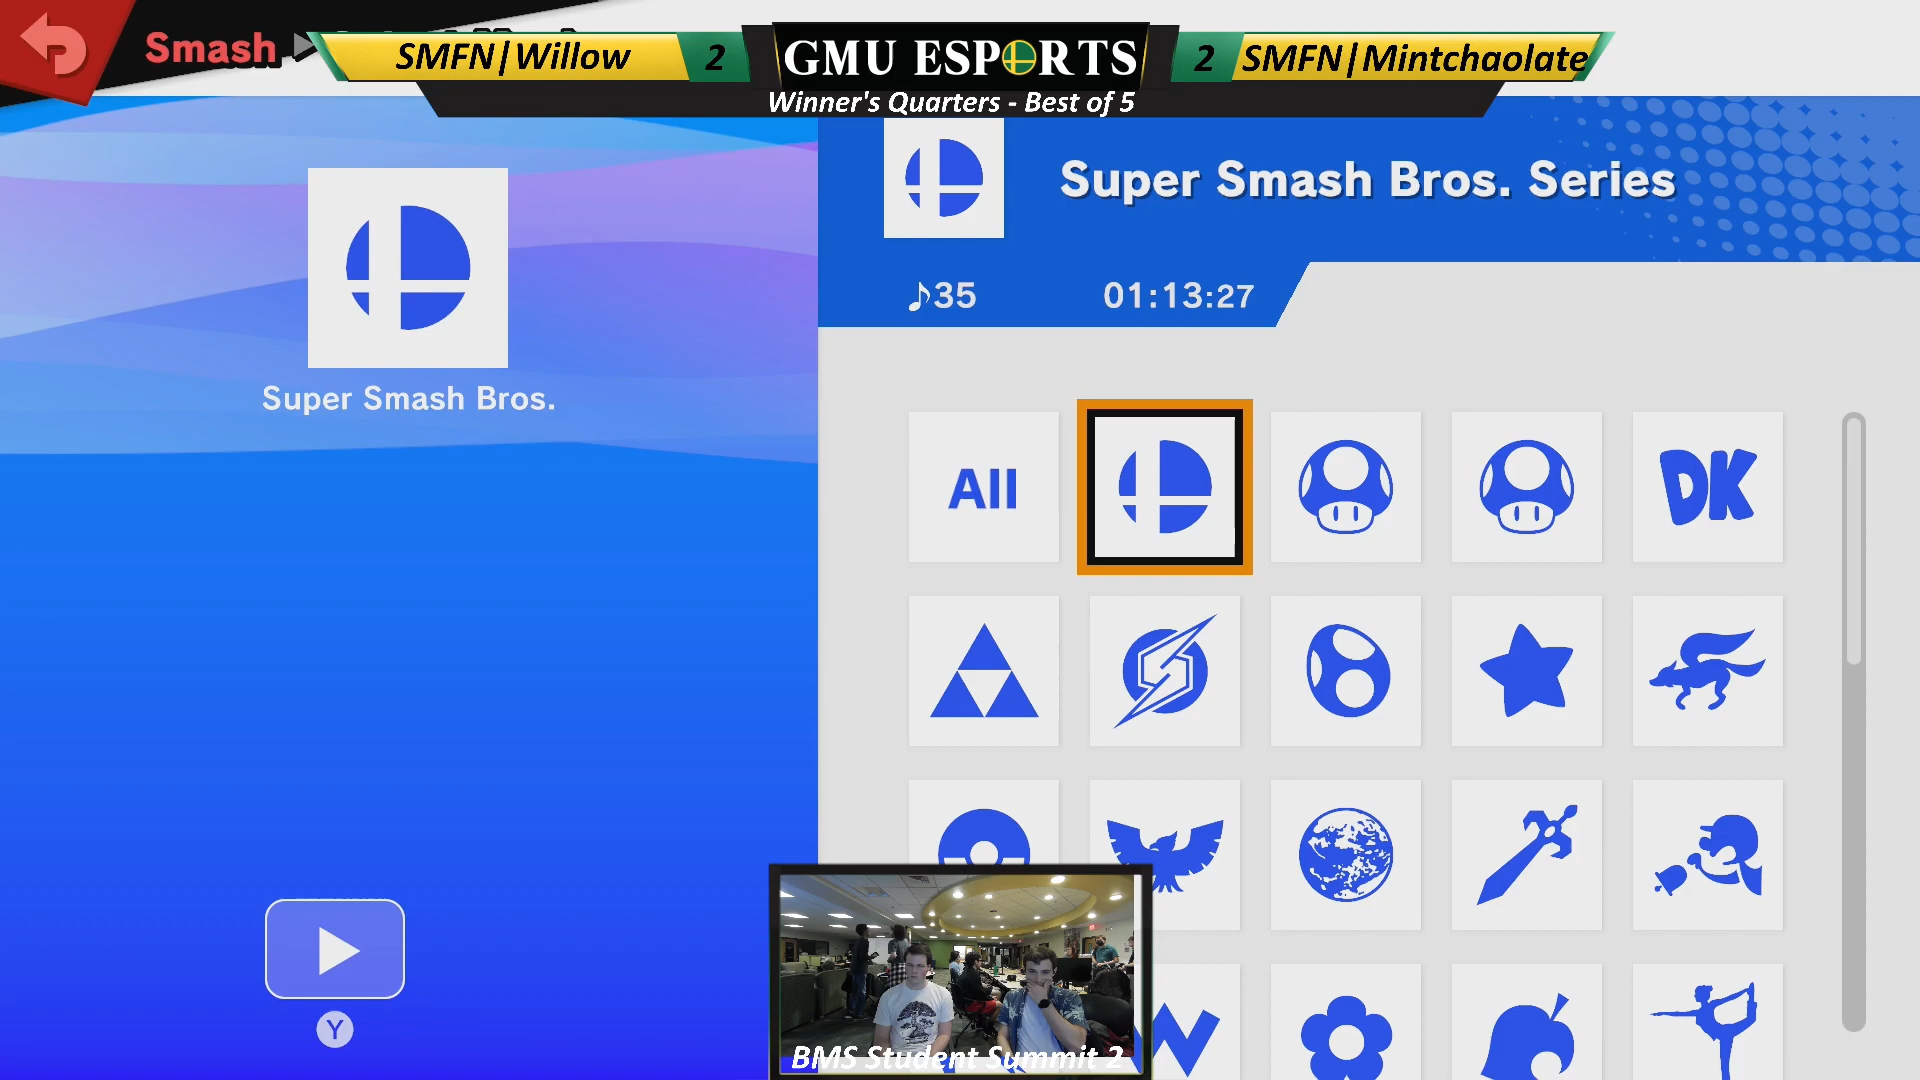 Smash
SMFN|Willow 2
GMU ESPORTS
2 SMFN|Mintchaolate
Winner's Quarters - Best of 5
Super Smash Bros. Series
♪35 01:13:27
Super Smash Bros.
All
DK
Y
BMS Student Summit 2